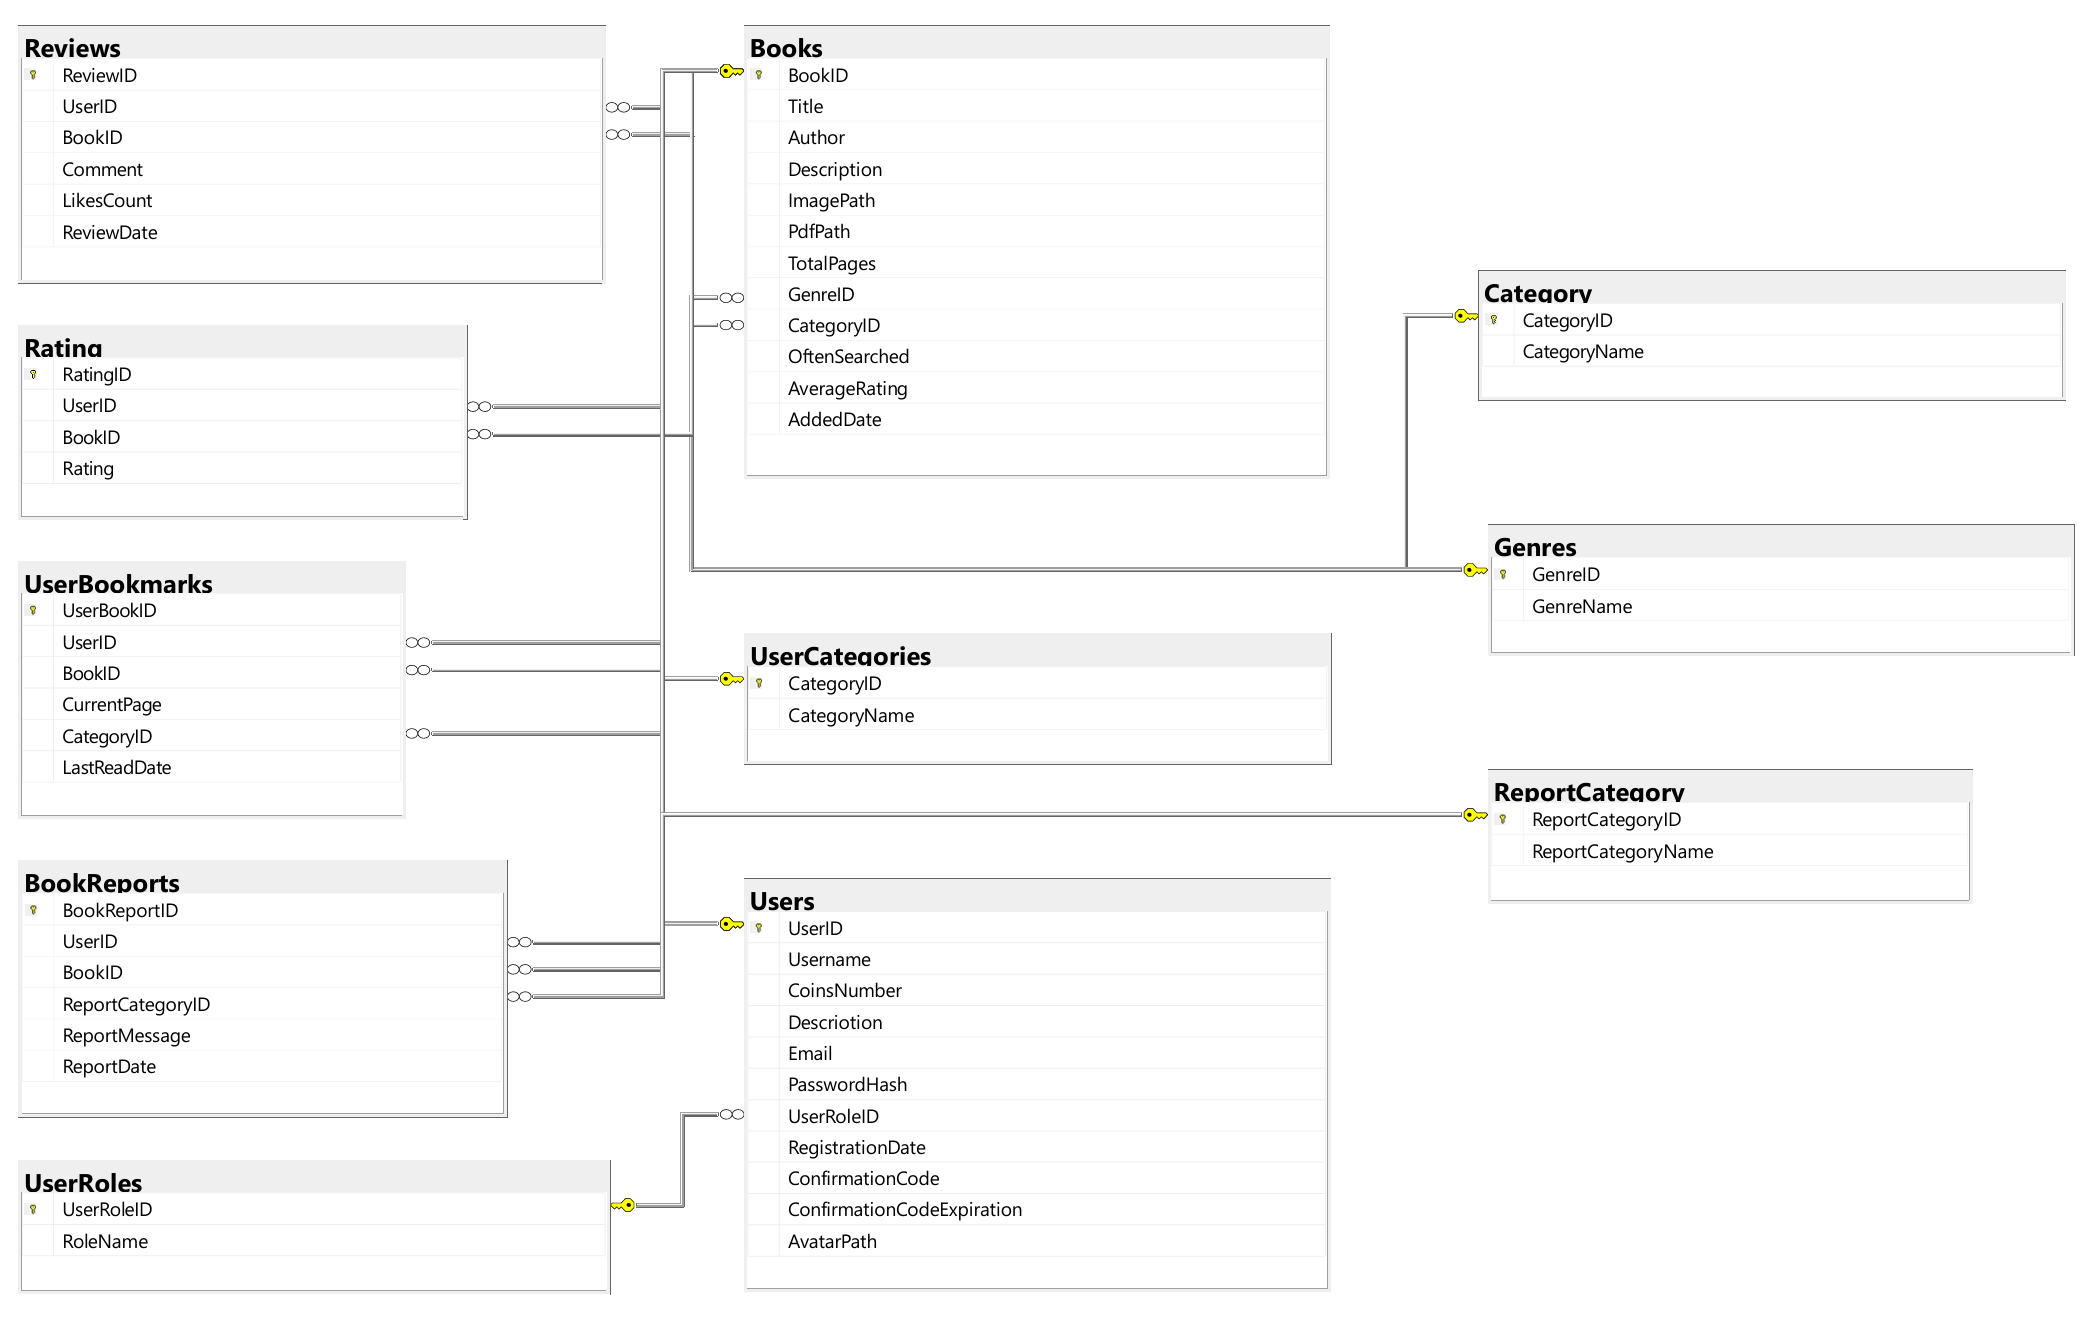 Reviews
ReviewID
UserID
BookID
Comment
LikesCount
ReviewDate
Rating
RatingID
UserID
BookID
Rating
UserBookmarks
UserBookID
UserID
BookID
CurrentPage
CategoryID
LastReadDate
BookReports
BookReportID
UserID
BookID
ReportCategoryID
ReportMessage
ReportDate
UserRoles
UserRoleID
RoleName
Books
BookID
Title
Author
Description
ImagePath
PdfPath
TotalPages
GenreID
CategoryID
OftenSearched
AverageRating
AddedDate
UserCategories
CategoryID
CategoryName
Users
UserID
Username
CoinsNumber
Descriotion
Email
PasswordHash
UserRoleID
RegistrationDate
ConfirmationCode
ConfirmationCodeExpiration
AvatarPath
Category
CategoryID
CategoryName
Genres
GenreID
GenreName
ReportCategory
ReportCategoryID
ReportCategoryName